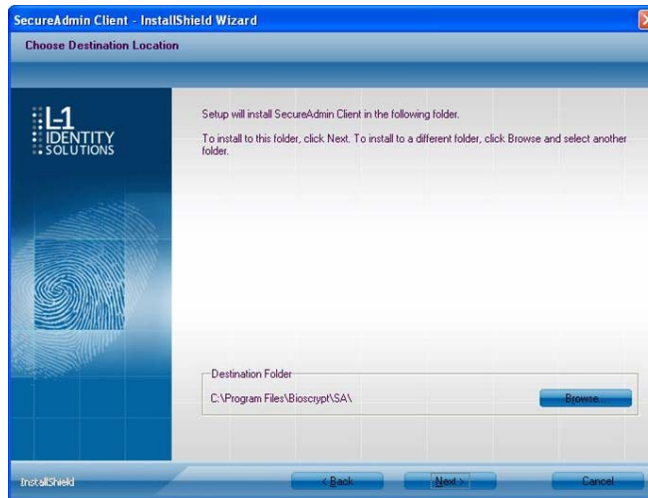 SecureAdmin Client - InstallShield Wizard
Choose Destination Location
L-1
IDENTITY
SOLUTIONS
Setup will install SecureAdmin Client in the following folder.
To install to this folder, click Next. To install to a different folder, click Browse and select another
folder.
Destination Folder
C:\Program Files\Bioscrypt\SA\
Browse...
InstallShield
< Back
Next >
Cancel